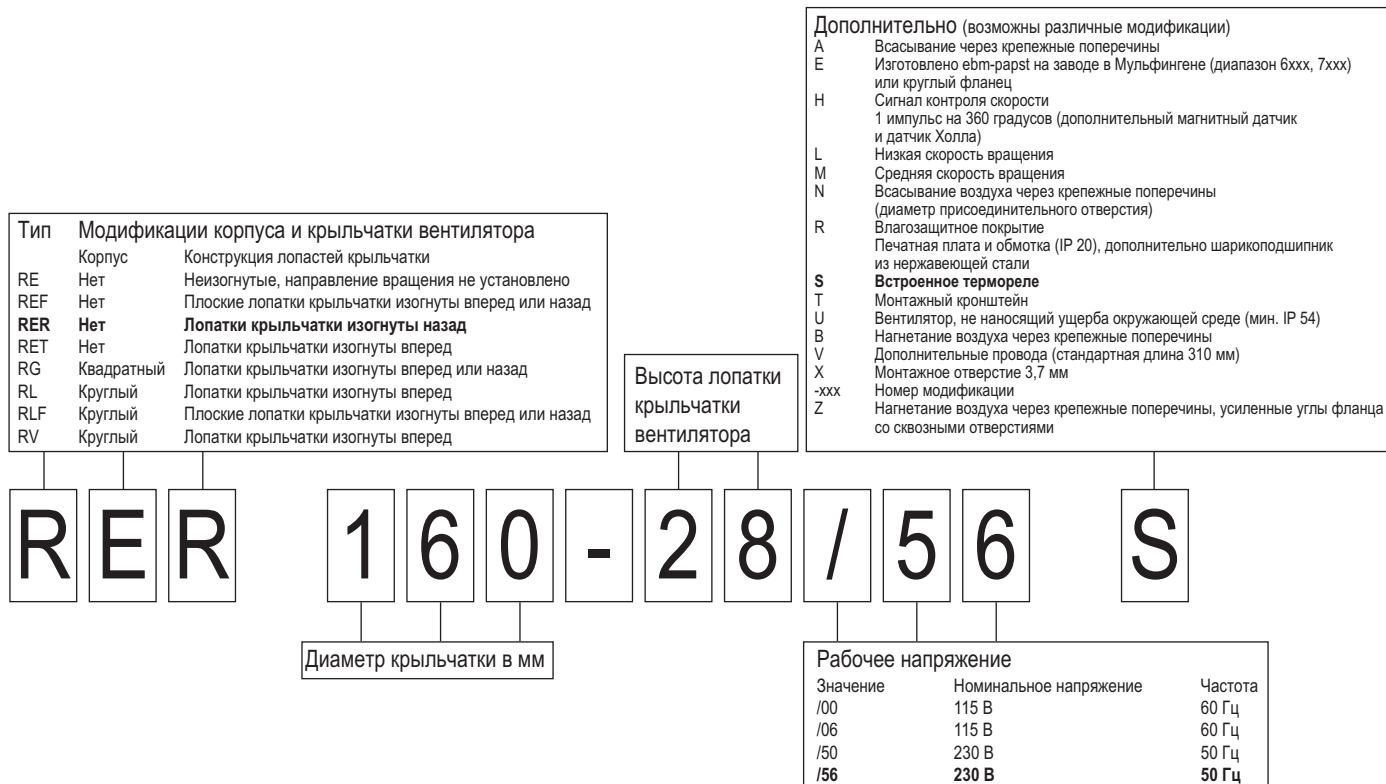 Дополнительно (возможны различные модификации)
A Всасывание через крепежные поперечины
E Изготовлено ebm-papst на заводе в Мульфингене (диапазон 6xxx, 7xxx)
или круглый фланец
H Сигнал контроля скорости
1 импульс на 360 градусов (дополнительный магнитный датчик
и датчик Холла)
L Низкая скорость вращения
M Средняя скорость вращения
N Всасывание воздуха через крепежные поперечины
(диаметр присоединительного отверстия)
R Влагозащитное покрытие
Печатная плата и обмотка (IP 20), дополнительно шарикоподшипник
из нержавеющей стали
S Встроенное термореле
T Монтажный кронштейн
U Вентилятор, не наносящий ущерба окружающей среде (мин. IP 54)
B Нагнетание воздуха через крепежные поперечины
V Дополнительные провода (стандартная длина 310 мм)
X Монтажное отверстие 3,7 мм
-xxx Номер модификации
Z Нагнетание воздуха через крепежные поперечины, усиленные углы фланца
со сквозными отверстиями
Тип Модификации корпуса и крыльчатки вентилятора
Корпус Конструкция лопастей крыльчатки
RE Нет Неизогнутые, направление вращения не установлено
REF Нет Плоские лопатки крыльчатки изогнуты вперед или назад
RER Нет Лопатки крыльчатки изогнуты назад
RET Нет Лопатки крыльчатки изогнуты вперед
RG Квадратный Лопатки крыльчатки изогнуты вперед или назад
RL Круглый Лопатки крыльчатки изогнуты вперед
RLF Круглый Плоские лопатки крыльчатки изогнуты вперед или назад
RV Круглый Лопатки крыльчатки изогнуты вперед
Высота лопатки
крыльчатки
вентилятора
RER 160-28/56 S
Диаметр крыльчатки в мм
Рабочее напряжение
Значение Номинальное напряжение Частота
/00 115 В 60 Гц
/06 115 В 60 Гц
/50 230 В 50 Гц
/56 230 В 50 Гц